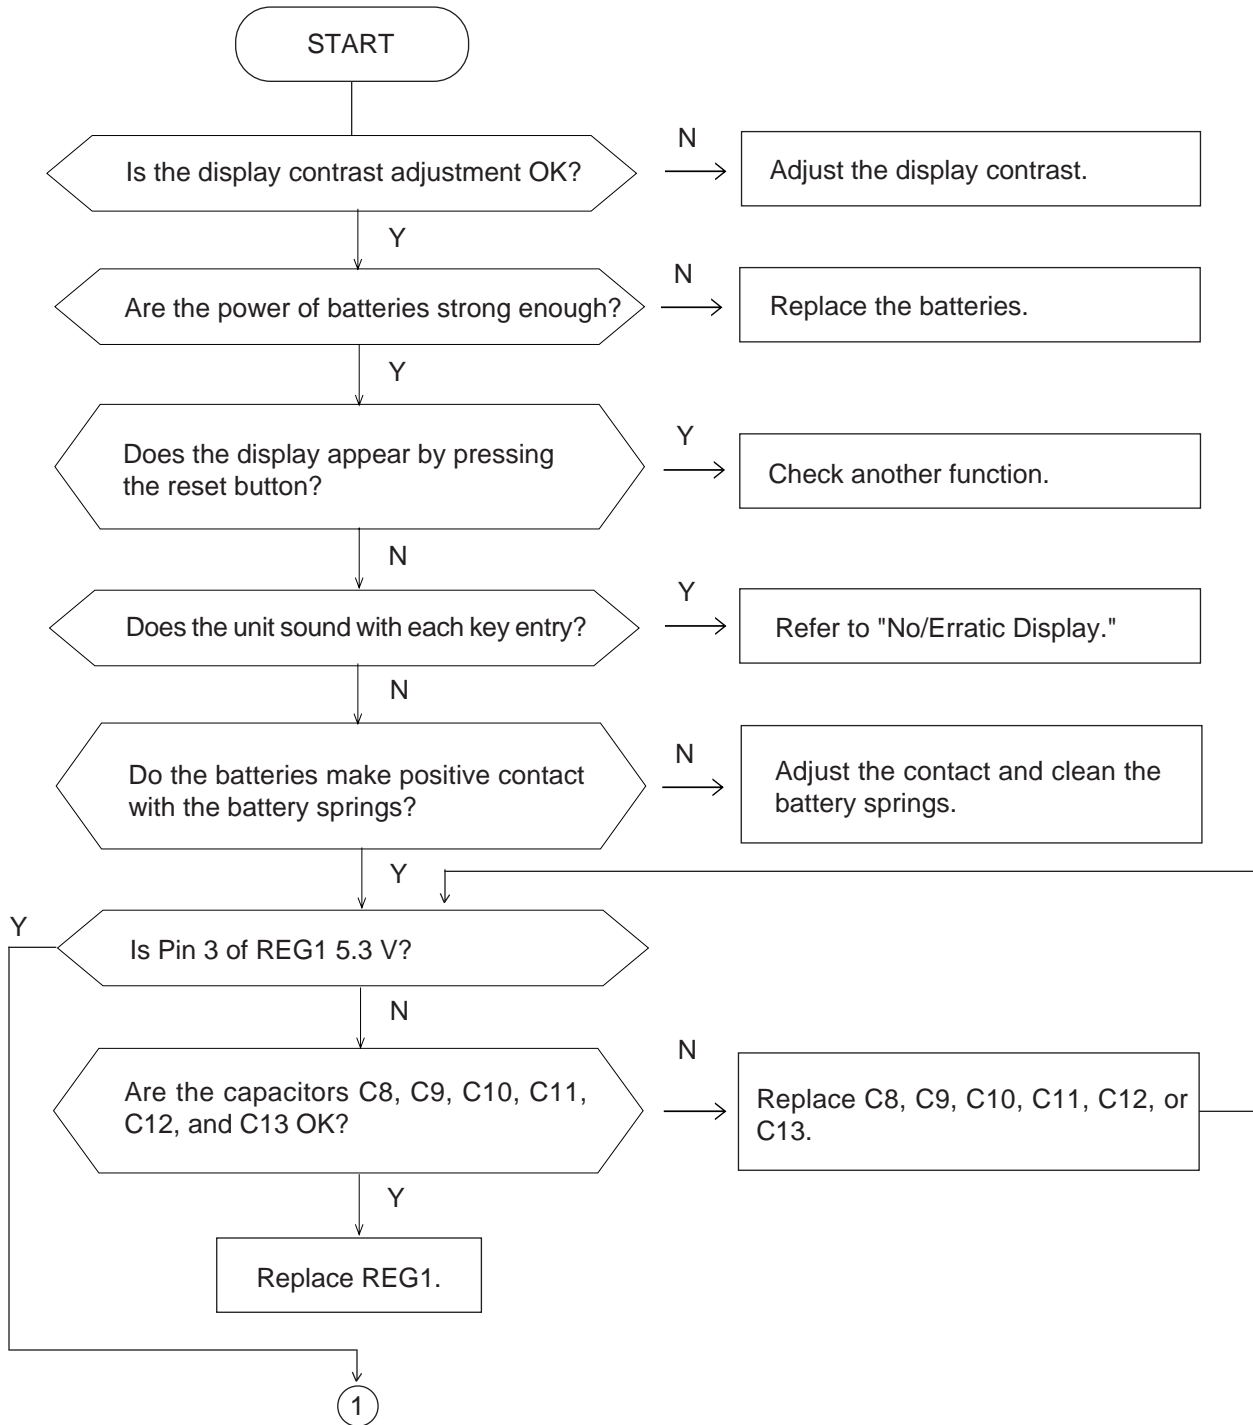 START
Is the display contrast adjustment OK?
N
Adjust the display contrast.
Y
Are the power of batteries strong enough?
N
Replace the batteries.
Y
Does the display appear by pressing
the reset button?
Y
Check another function.
N
Does the unit sound with each key entry?
Y
Refer to "No/Erratic Display."
N
Do the batteries make positive contact
with the battery springs?
N
Adjust the contact and clean the
battery springs.
Y
Y
Is Pin 3 of REG1 5.3 V?
N
Are the capacitors C8, C9, C10, C11,
C12, and C13 OK?
N
Replace C8, C9, C10, C11, C12, or
C13.
Y
Replace REG1.
1